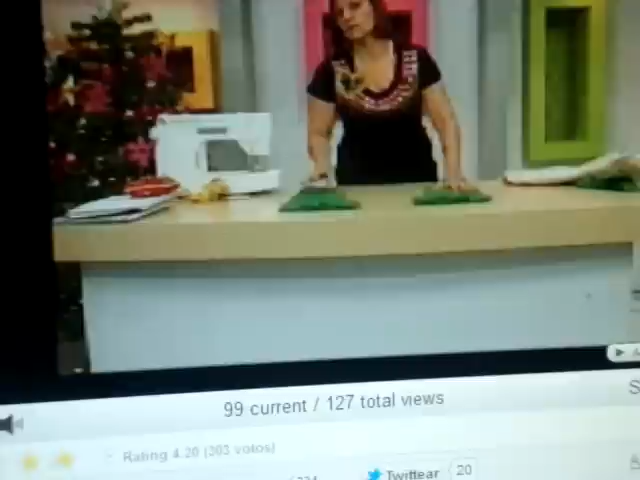 99 current / 127 total views
Rating 4.20 (303 votos)
Twittear 20